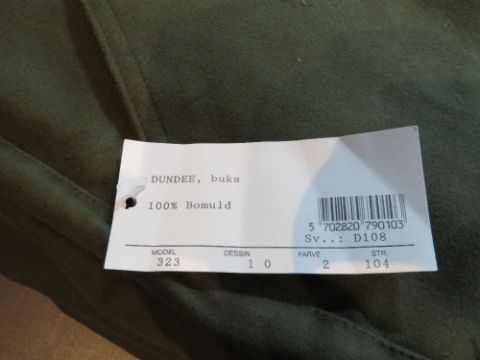 DUNDEE, buks
100% Bomuld
5 702820 790103
Sv..: D108
MODEL DESSIN FARVE STR.
323 1 0 2 104